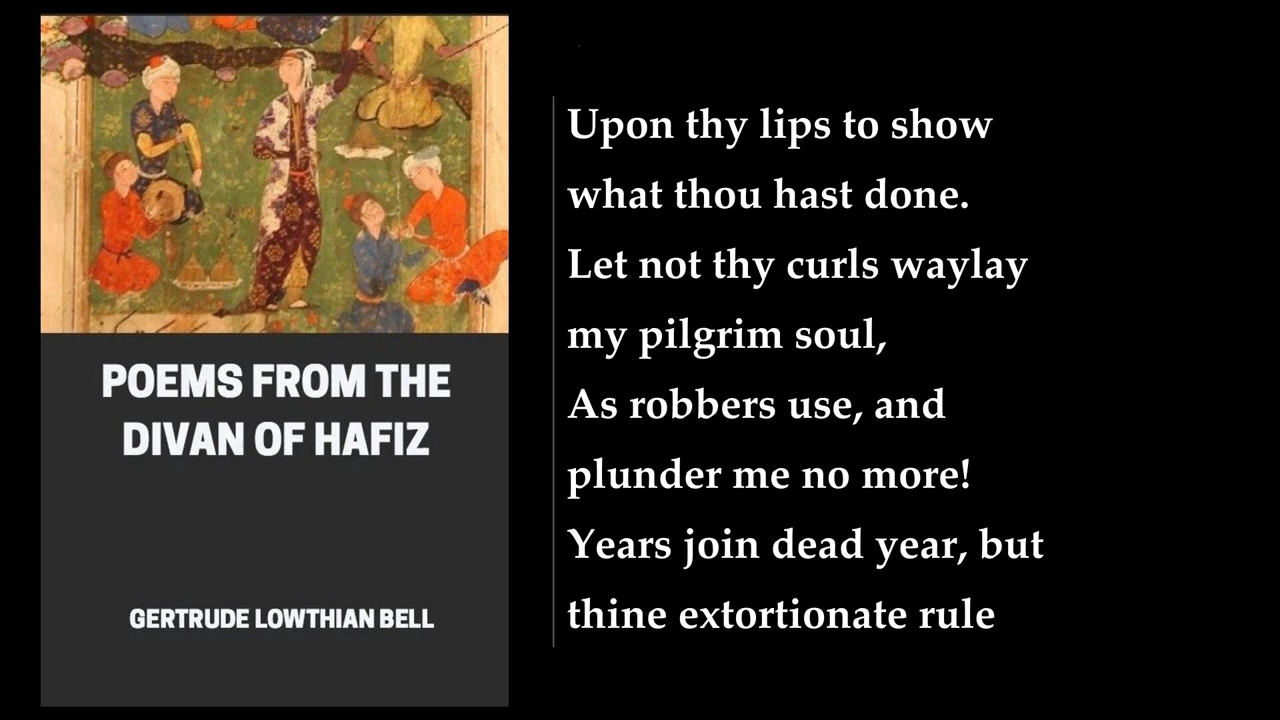 POEMS FROM THE
DIVAN OF HAFIZ
GERTRUDE LOWTHIAN BELL
Upon thy lips to show
what thou hast done.
Let not thy curls waylay
my pilgrim soul,
As robbers use, and
plunder me no more!
Years join dead year, but
thine extortionate rule